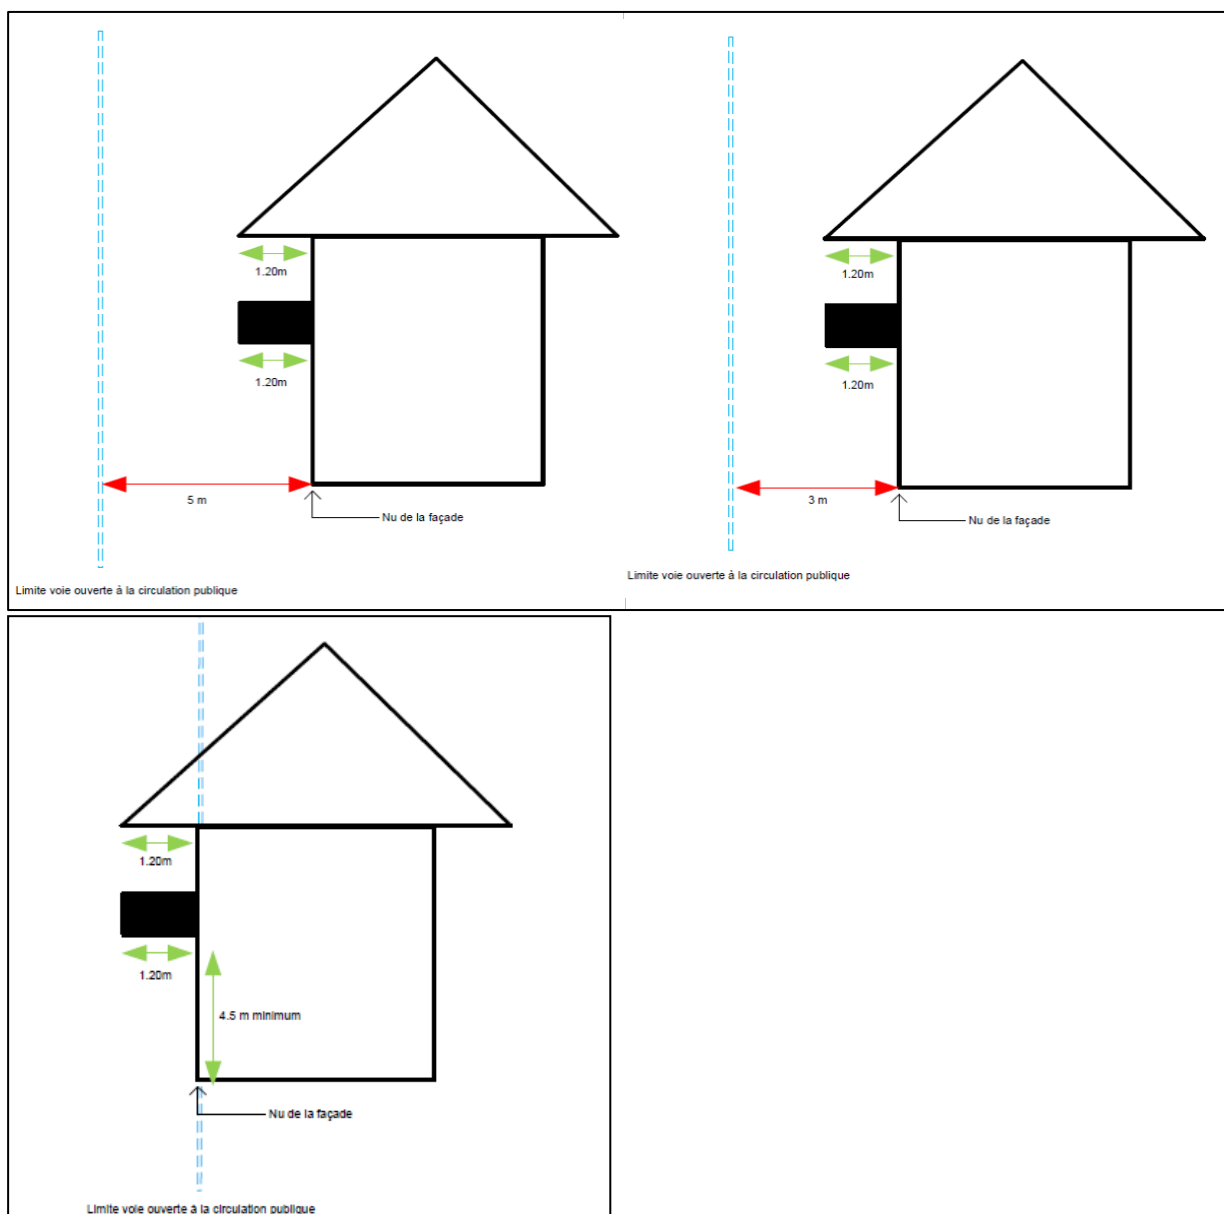 1.20m
1.20m
5 m
Nu de la façade
Limite voie ouverte à la circulation publique
1.20m
1.20m
3 m
Nu de la façade
Limite voie ouverte à la circulation publique
1.20m
1.20m
4.5 m minimum
Nu de la façade
Limite voie ouverte à la circulation publique